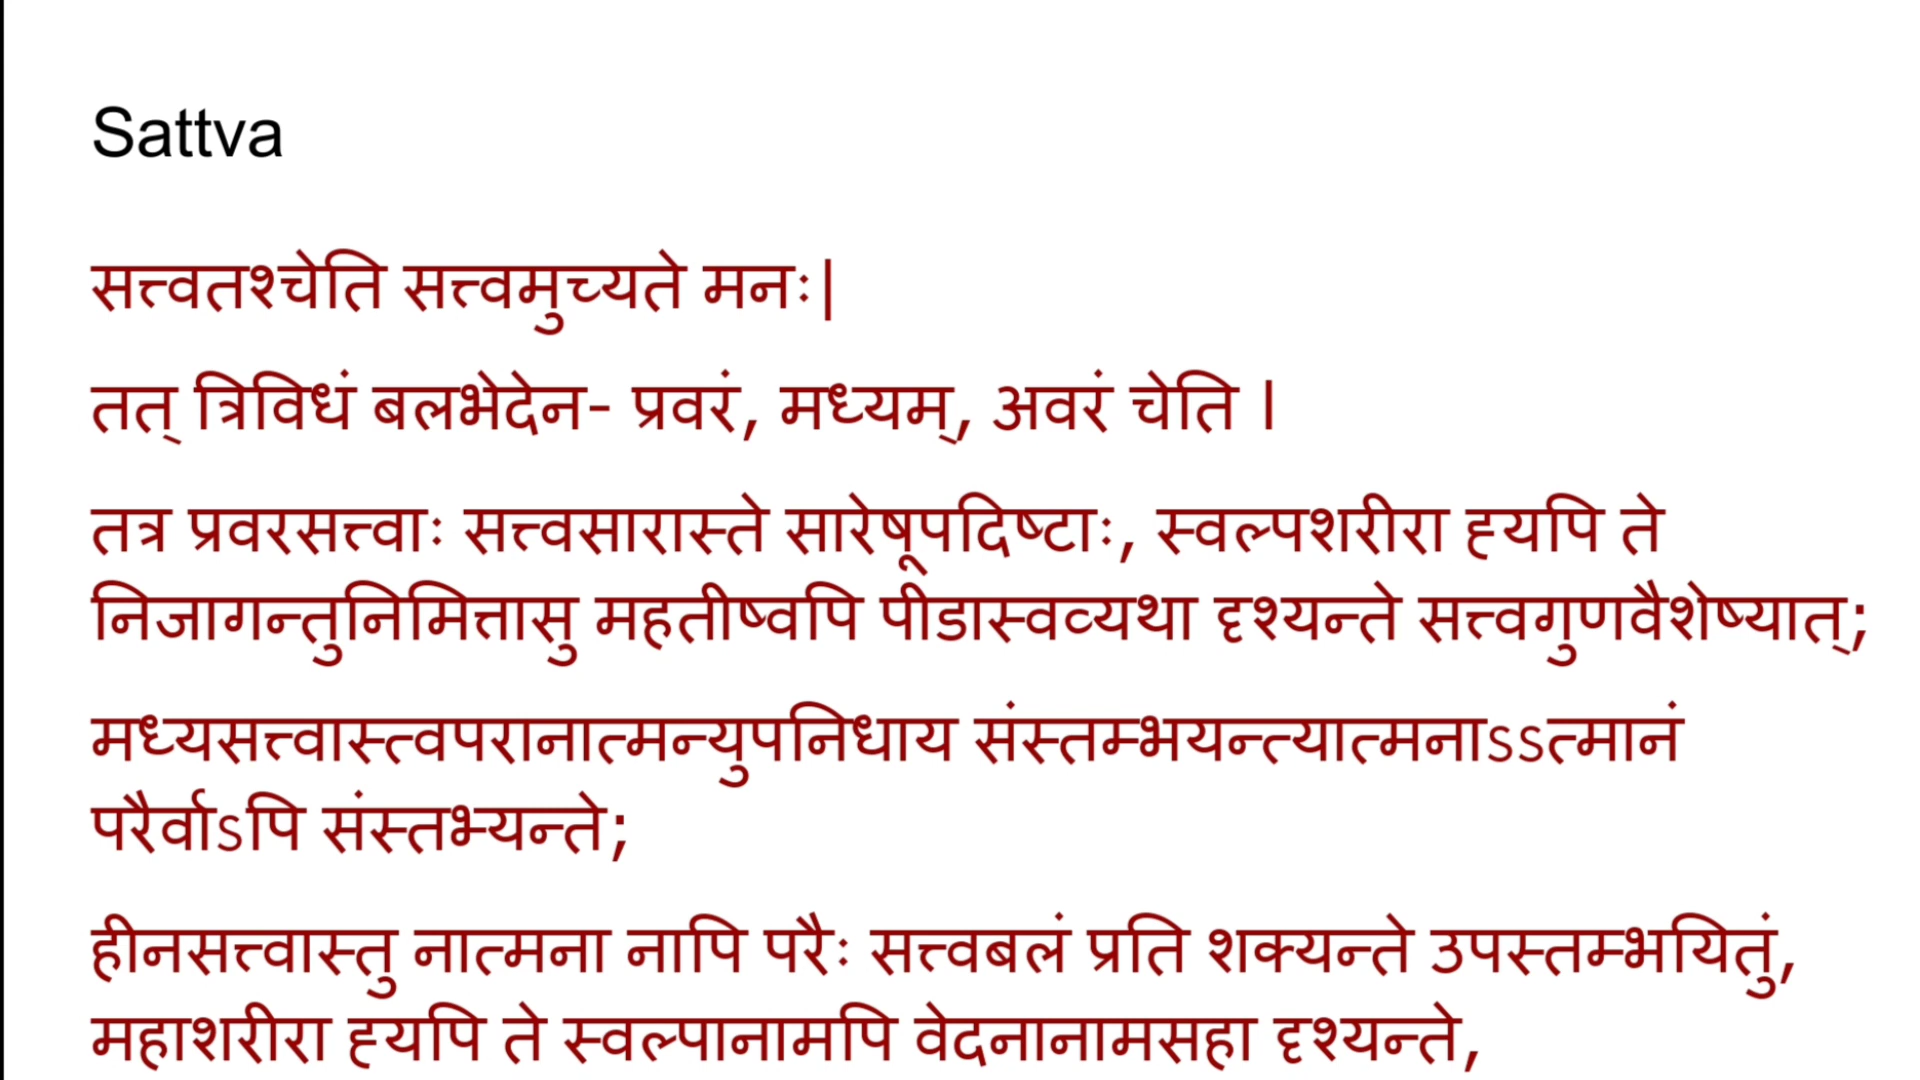 Sattva
सत्त्वतश्चेति सत्त्वमुच्यते मनः|
तत् त्रिविधं बलभेदेन- प्रवरं, मध्यम्, अवरं चेति ।
तत्र प्रवरसत्त्वाः सत्त्वसारास्ते सारेषूपदिष्टाः, स्वल्पशरीरा ह्यपि ते
निजागन्तुनिमित्तासु महतीष्वपि पीडास्वव्यथा दृश्यन्ते सत्त्वगुणवैशेष्यात्;
मध्यसत्त्वास्त्वपरानात्मन्युपनिधाय संस्तम्भयन्त्यात्मनाऽऽत्मानं
परैर्वाऽपि संस्तभ्यन्ते;
हीनसत्त्वास्तु नात्मना नापि परैः सत्त्वबलं प्रति शक्यन्ते उपस्तम्भयितुं,
महाशरीरा ह्यपि ते स्वल्पानामपि वेदनानामसहा दृश्यन्ते,